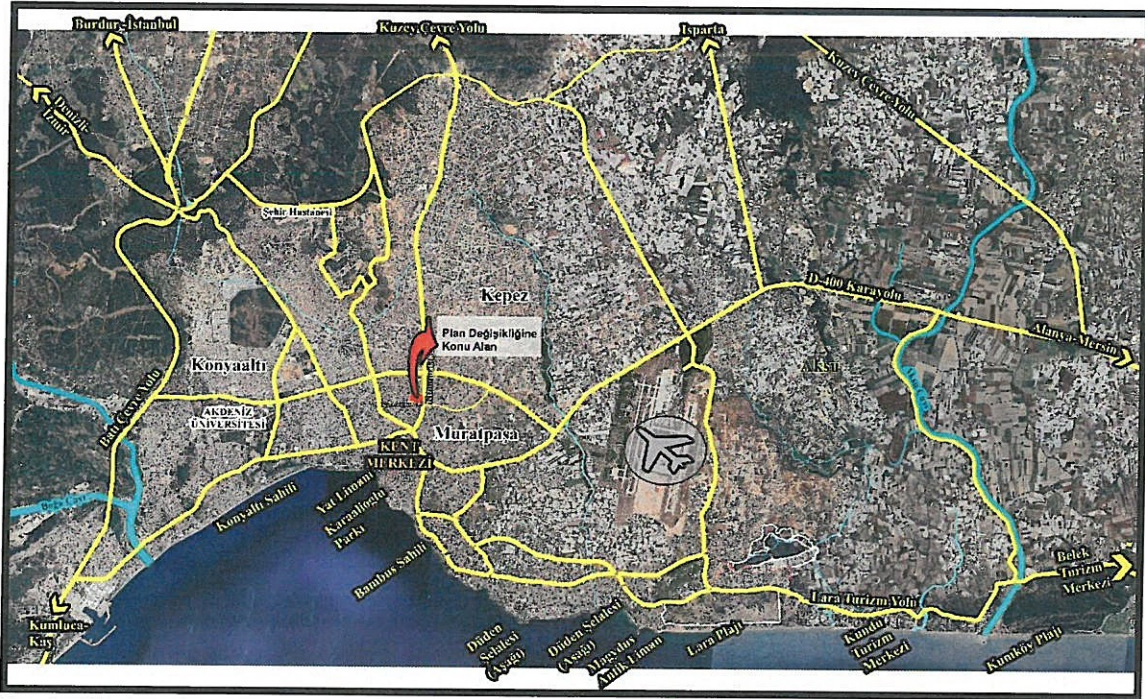 Burdur-İstanbul
Kuzey Çevre Yolu
Isparta
Kuzey Çevre Yolu
Denizli-
İzmir
Şehir Hastanesi
Kepez
D-400 Karayolu
Plan Değişikliğine
Konu Alan
Alanya-Mersin
Konyaaltı
Aksu
Batı Çevre Yolu
AKDENİZ
ÜNİVERSİTESİ
Muratpaşa
KENT
MERKEZİ
Konyaltı Sahili
Yat Limanı
Karaalioğlu
Parkı
Bambus Sahili
Belek
Turizm
Merkezi
Lara Turizm Yolu
Kumluca-
Kaş
Düden
Şelalesi
(Aşağı)
Düden Şelalesi
(Aşağı)
Magydus
Antik Liman
Lara Plajı
Kundu
Turizm
Merkezi
Kumköy Plajı